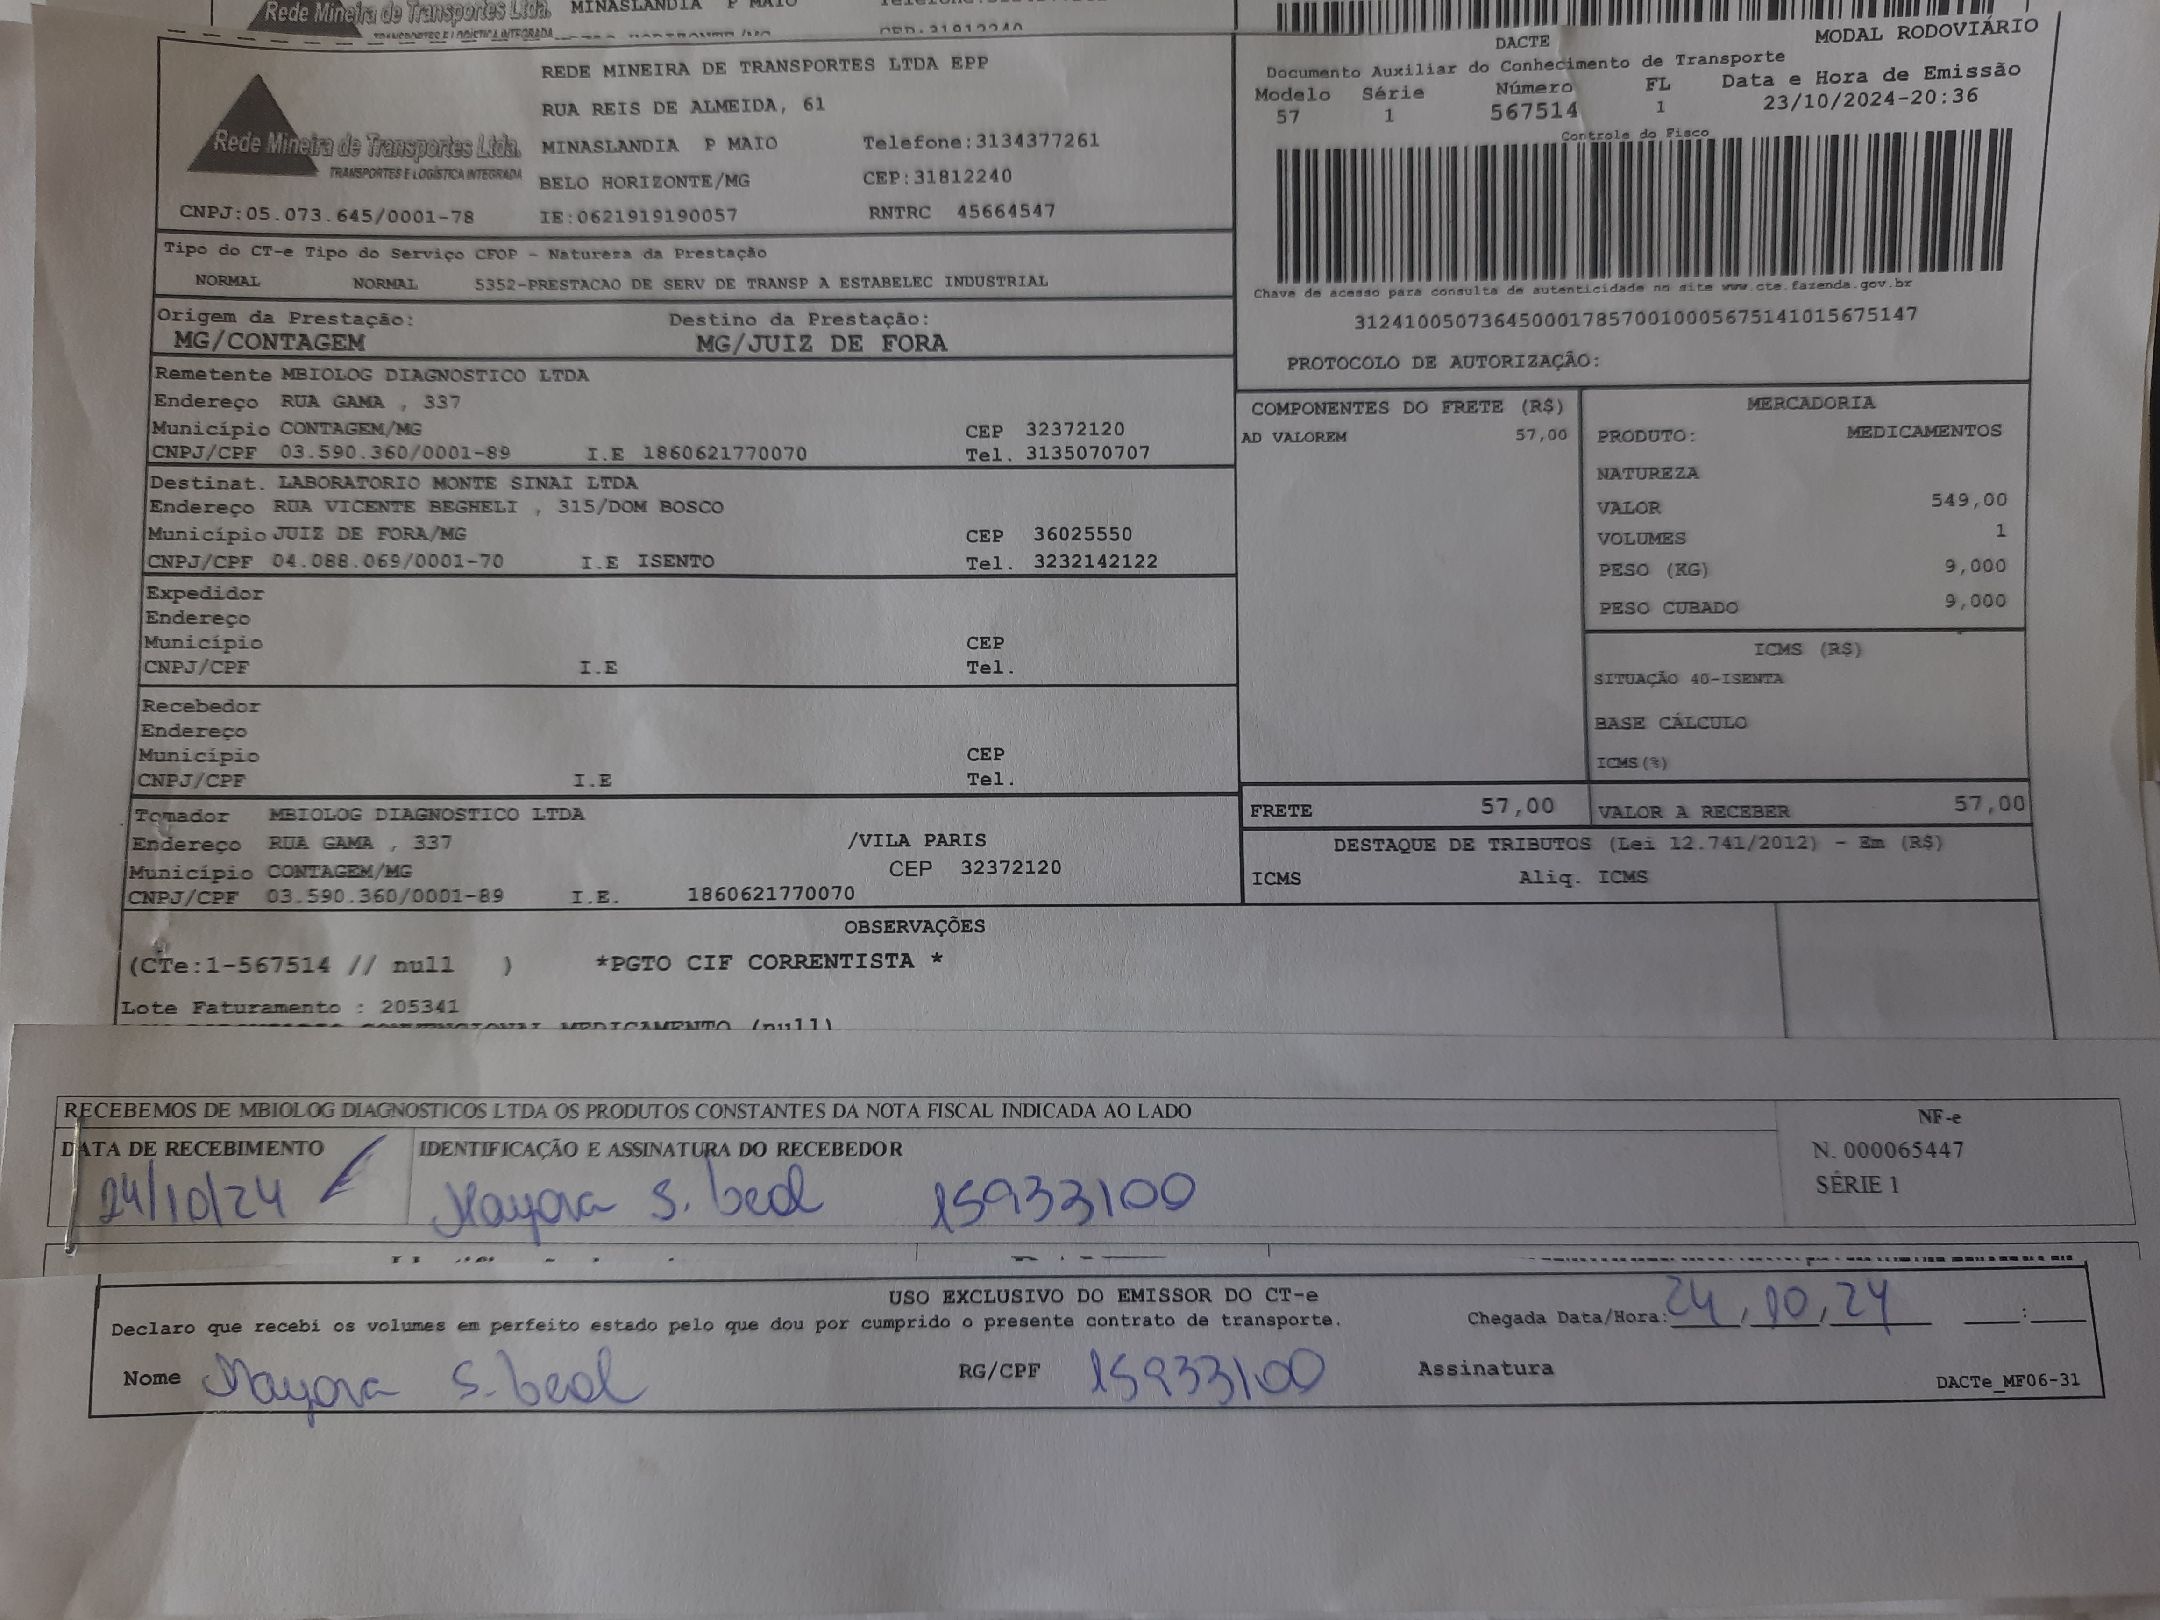 Rede Mineira de Transportes Ltda.
MINASLANDIA P MAIO
TRANSPORTES E LOGÍSTICA INTEGRADA
REDE MINEIRA DE TRANSPORTES LTDA EPP
RUA REIS DE ALMEIDA, 61
Rede Mineira de Transportes Ltda.
TRANSPORTES E LOGÍSTICA INTEGRADA
MINASLANDIA P MAIO Telefone:3134377261
BELO HORIZONTE/MG CEP:31812240
CNPJ:05.073.645/0001-78 IE:0621919190057 RNTRC 45664547
DACTE MODAL RODOVIÁRIO
Documento Auxiliar do Conhecimento de Transporte
Modelo Série Número FL Data e Hora de Emissão
57 1 567514 1 23/10/2024-20:36
Controle do Fisco
Chave de acesso para consulta de autenticidade no site www.cte.fazenda.gov.br
31241005073645000178570010005675141015675147
PROTOCOLO DE AUTORIZAÇÃO:
Tipo do CT-e Tipo do Serviço CFOP - Natureza da Prestação
NORMAL NORMAL 5352-PRESTACAO DE SERV DE TRANSP A ESTABELEC INDUSTRIAL
Origem da Prestação: Destino da Prestação:
MG/CONTAGEM MG/JUIZ DE FORA
Remetente MBIOLOG DIAGNOSTICO LTDA
Endereço RUA GAMA , 337
Município CONTAGEM/MG CEP 32372120
CNPJ/CPF 03.590.360/0001-89 I.E 1860621770070 Tel. 3135070707
Destinat. LABORATORIO MONTE SINAI LTDA
Endereço RUA VICENTE BEGHELI , 315/DOM BOSCO
Município JUIZ DE FORA/MG CEP 36025550
CNPJ/CPF 04.088.069/0001-70 I.E ISENTO Tel. 3232142122
Expedidor
Endereço
Município CEP
CNPJ/CPF I.E Tel.
Recebedor
Endereço
Município CEP
CNPJ/CPF I.E Tel.
Tomador MBIOLOG DIAGNOSTICO LTDA
Endereço RUA GAMA , 337 /VILA PARIS
Município CONTAGEM/MG CEP 32372120
CNPJ/CPF 03.590.360/0001-89 I.E. 1860621770070
COMPONENTES DO FRETE (R$)
AD VALOREM 57,00
MERCADORIA
PRODUTO: MEDICAMENTOS
NATUREZA
VALOR 549,00
VOLUMES 1
PESO (KG) 9,000
PESO CUBADO 9,000
ICMS (R$)
SITUAÇÃO 40-ISENTA
BASE CÁLCULO
ICMS(%)
FRETE 57,00 VALOR A RECEBER 57,00
DESTAQUE DE TRIBUTOS (Lei 12.741/2012) - Em (R$)
ICMS Aliq. ICMS
OBSERVAÇÕES
(CTe:1-567514 // null ) *PGTO CIF CORRENTISTA *
Lote Faturamento : 205341
MEDICAMENTO (null)
RECEBEMOS DE MBIOLOG DIAGNOSTICOS LTDA OS PRODUTOS CONSTANTES DA NOTA FISCAL INDICADA AO LADO
DATA DE RECEBIMENTO IDENTIFICAÇÃO E ASSINATURA DO RECEBEDOR
24/10/24 Mayora S. beol 15933100
NF-e
N. 000065447
SÉRIE 1
USO EXCLUSIVO DO EMISSOR DO CT-e
Declaro que recebi os volumes em perfeito estado pelo que dou por cumprido o presente contrato de transporte. Chegada Data/Hora: 24,10,24 :
Nome Mayora S. beol RG/CPF 15933100 Assinatura
DACTe_MF06-31